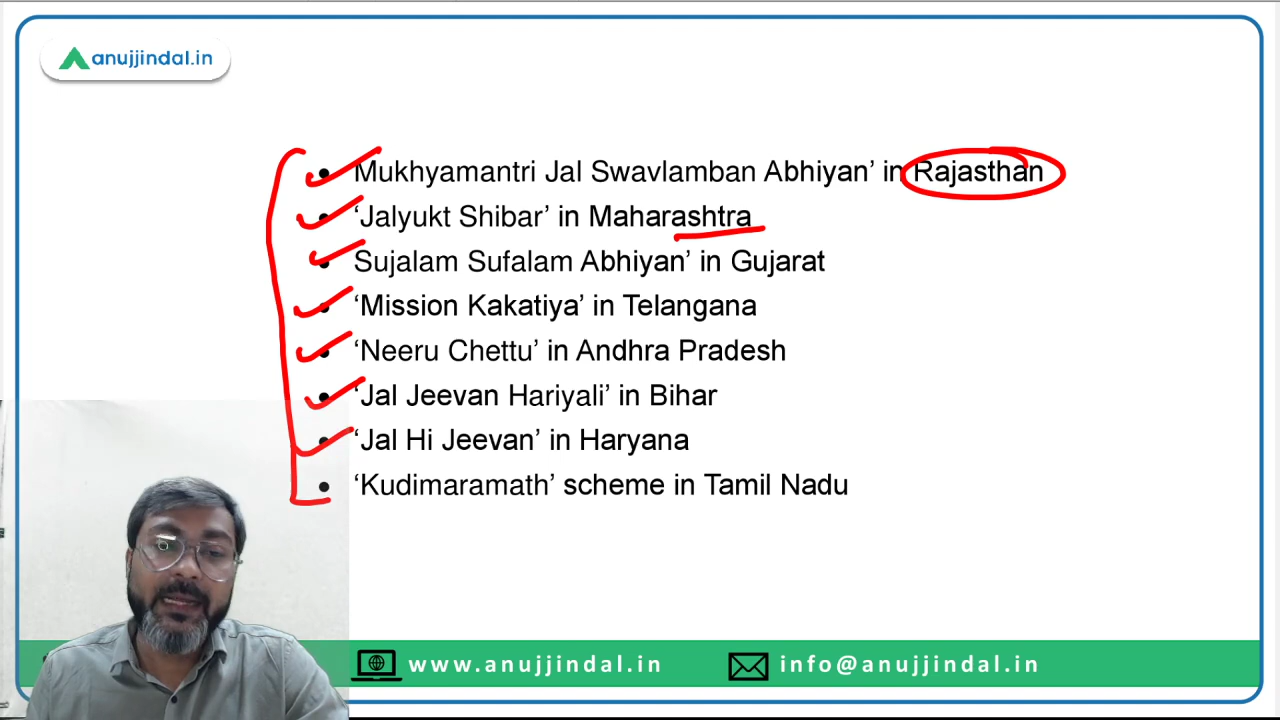 anujjindal.in
• Mukhyamantri Jal Swavlamban Abhiyan’ in Rajasthan
• ‘Jalyukt Shibar’ in Maharashtra
• Sujalam Sufalam Abhiyan’ in Gujarat
• ‘Mission Kakatiya’ in Telangana
• ‘Neeru Chettu’ in Andhra Pradesh
• ‘Jal Jeevan Hariyali’ in Bihar
• ‘Jal Hi Jeevan’ in Haryana
• ‘Kudimaramath’ scheme in Tamil Nadu
www.anujjindal.in info@anujjindal.in